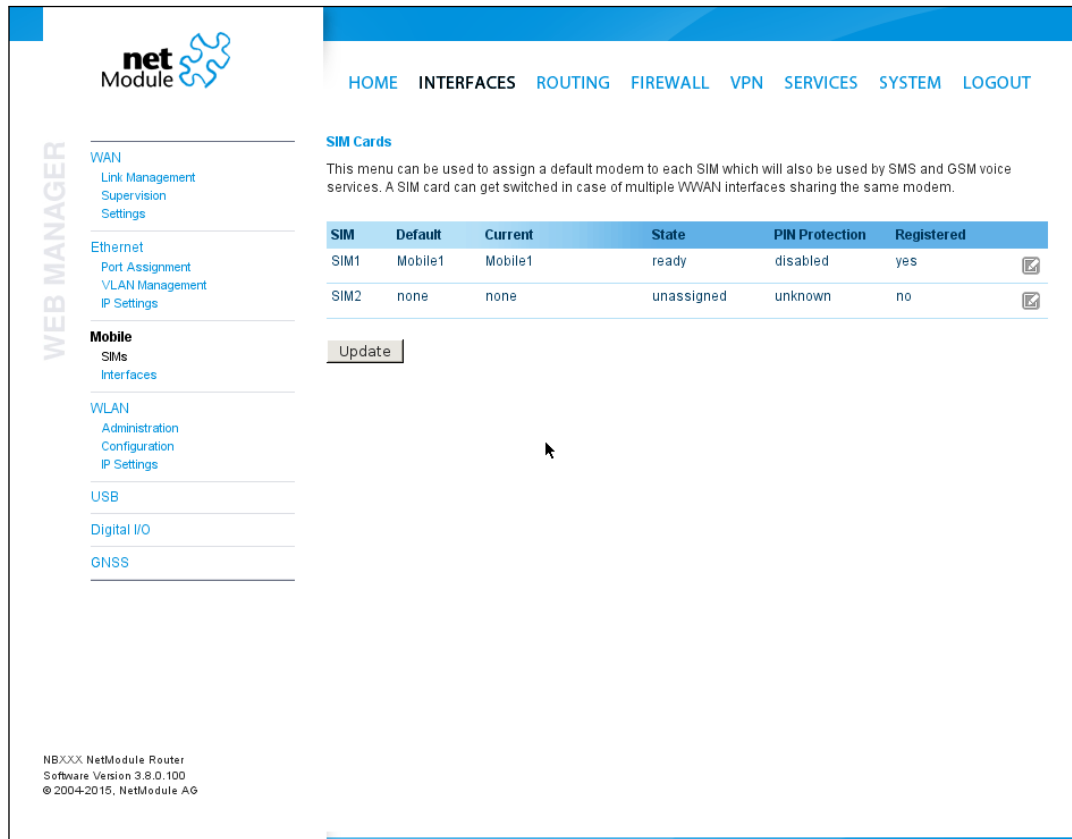 net
Module
HOME INTERFACES ROUTING FIREWALL VPN SERVICES SYSTEM LOGOUT
WEB MANAGER
WAN
Link Management
Supervision
Settings
Ethernet
Port Assignment
VLAN Management
IP Settings
Mobile
SIMs
Interfaces
WLAN
Administration
Configuration
IP Settings
USB
Digital I/O
GNSS
SIM Cards
This menu can be used to assign a default modem to each SIM which will also be used by SMS and GSM voice
services. A SIM card can get switched in case of multiple WWAN interfaces sharing the same modem.
SIM Default Current State PIN Protection Registered
SIM1 Mobile1 Mobile1 ready disabled yes
SIM2 none none unassigned unknown no
Update
NBXXX NetModule Router
Software Version 3.8.0.100
© 2004-2015, NetModule AG